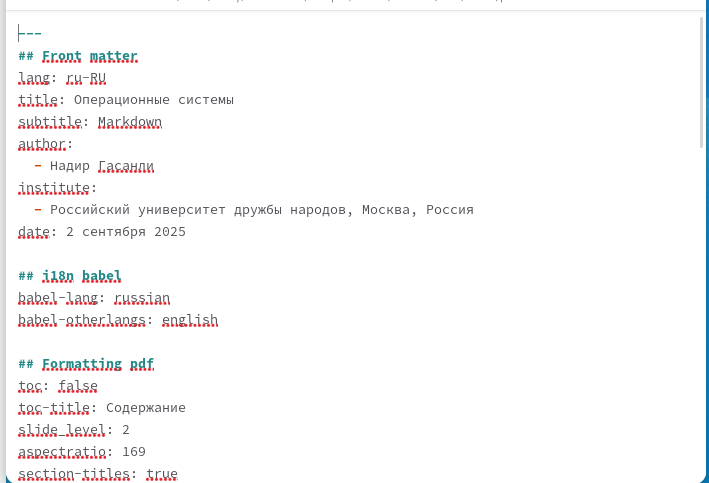 ---
## Front matter
lang: ru-RU
title: Операционные системы
subtitle: Markdown
author:
  - Надир Гасанли
institute:
  - Российский университет дружбы народов, Москва, Россия
date: 2 сентября 2025

## i18n babel
babel-lang: russian
babel-otherlangs: english

## Formatting pdf
toc: false
toc-title: Содержание
slide_level: 2
aspectratio: 169
section-titles: true